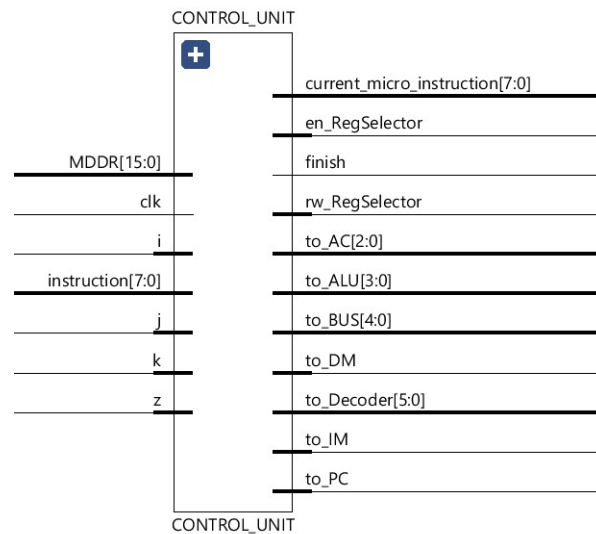 CONTROL_UNIT
MDDR[15:0]
clk
i
instruction[7:0]
j
k
z
current_micro_instruction[7:0]
en_RegSelector
finish
rw_RegSelector
to_AC[2:0]
to_ALU[3:0]
to_BUS[4:0]
to_DM
to_Decoder[5:0]
to_IM
to_PC
CONTROL_UNIT